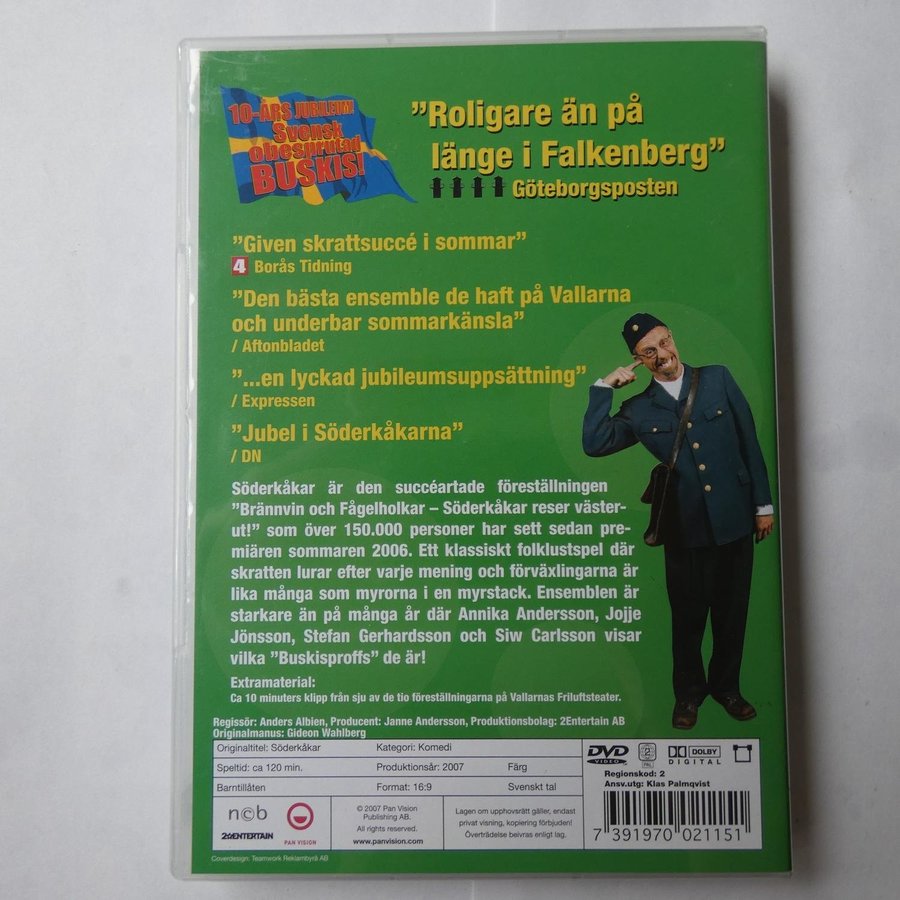 10-ÅRS JUBILEUM!
Svensk
obesprutad
BUSKIS!
”Roligare än på
länge i Falkenberg”
Göteborgsposten
”Given skrattsuccé i sommar”
4 Borås Tidning
”Den bästa ensemble de haft på Vallarna
och underbar sommarkänsla”
/ Aftonbladet
”...en lyckad jubileumsuppsättning”
/ Expressen
”Jubel i Söderkåkarna”
/ DN
Söderkåkar är den succéartade föreställningen
”Brännvin och Fågelholkar – Söderkåkar reser väster-
ut!” som över 150.000 personer har sett sedan pre-
miären sommaren 2006. Ett klassiskt folklustspel där
skratten lurar efter varje mening och förväxlingarna är
lika många som myrorna i en myrstack. Ensemblen är
starkare än på många år där Annika Andersson, Jojje
Jönsson, Stefan Gerhardsson och Siw Carlsson visar
vilka ”Buskisproffs” de är!
Extramaterial:
Ca 10 minuters klipp från sju av de tio föreställningarna på Vallarnas Friluftsteater.
Regissör: Anders Albien, Producent: Janne Andersson, Produktionsbolag: 2Entertain AB
Originalmanus: Gideon Wahlberg
Originaltitel: Söderkåkar
Kategori: Komedi
Speltid: ca 120 min.
Produktionsår: 2007
Färg
Barntillåten
Format: 16:9
Svenskt tal
DVD
VIDEO
2
PAL
DOLBY
DIGITAL
Regionskod: 2
Ansv.utg: Klas Palmqvist
ncb
2ENTERTAIN
PAN VISION
© 2007 Pan Vision
Publishing AB.
All rights reserved.
www.panvision.com
Lagen om upphovsrätt gäller, endast
privat visning, kopiering förbjuden!
Överträdelse beivras enligt lag.
7 391970 021151
Coverdesign: Teamwork Reklambyrå AB